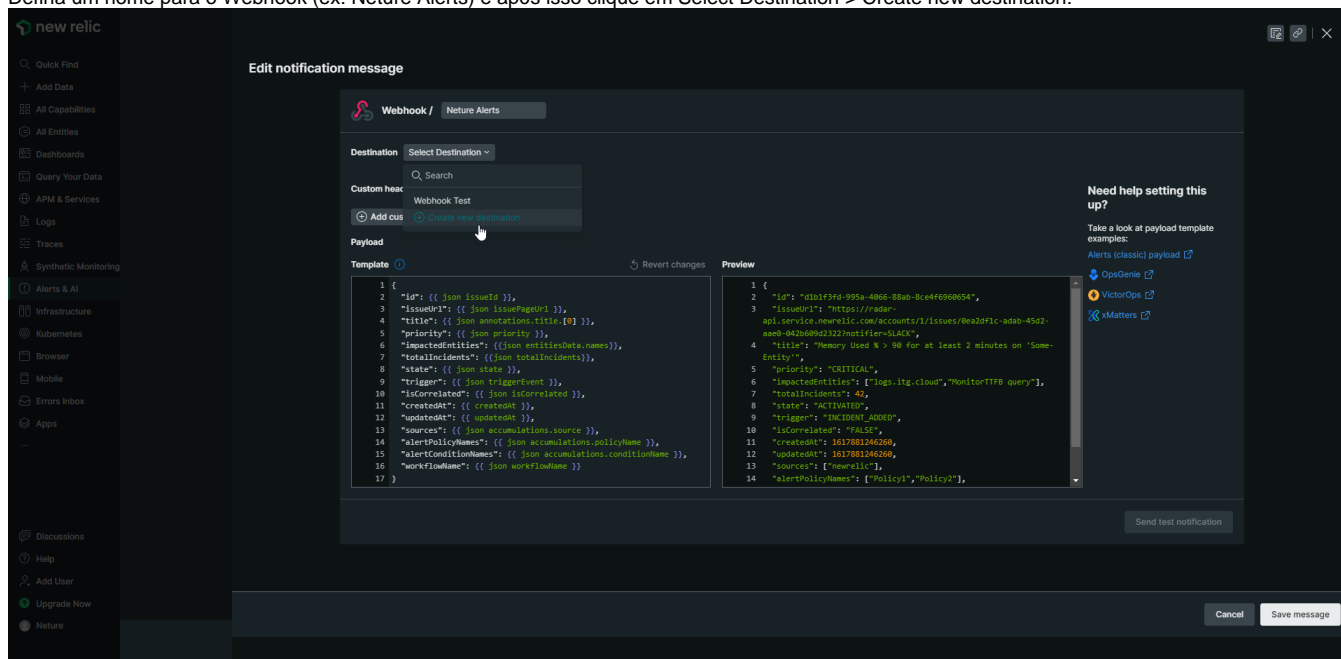 Defina um nome para o Webhook (ex: Neture Alerts) e após isso clique em Select Destination > Create new destination.
new relic
Quick Find
Add Data
All Capabilities
All Entities
Dashboards
Query Your Data
APM & Services
Logs
Traces
Synthetic Monitoring
Alerts & AI
Infrastructure
Kubernetes
Browser
Mobile
Errors Inbox
Apps
...
Discussions
Help
Add User
Upgrade Now
Neture
Edit notification message
Webhook / Neture Alerts
Destination Select Destination
Search
Custom head
Webhook Test
Add cus
Create new destination
Payload
Template
Revert changes
1 {
2 "id": {{ json issueId }},
3 "issueUrl": {{ json issuePageUrl }},
4 "title": {{ json annotations.title.[0] }},
5 "priority": {{ json priority }},
6 "impactedEntities": {{json entitiesData.names}},
7 "totalIncidents": {{json totalIncidents}},
8 "state": {{ json state }},
9 "trigger": {{ json triggerEvent }},
10 "isCorrelated": {{ json isCorrelated }},
11 "createdAt": {{ createdAt }},
12 "updatedAt": {{ updatedAt }},
13 "sources": {{ json accumulations.source }},
14 "alertPolicyNames": {{ json accumulations.policyName }},
15 "alertConditionNames": {{ json accumulations.conditionName }},
16 "workflowName": {{ json workflowName }}
17 }
Preview
1 {
2 "id": "d1b1f3fd-995a-4066-88ab-8ce4f6960654",
3 "issueUrl": "https://radar-
api.service.newrelic.com/accounts/1/issues/0ea2df1c-adab-45d2-
aae0-042b609d2322?notifier=SLACK",
4 "title": "Memory Used % > 90 for at least 2 minutes on 'Some-
Entity'",
5 "priority": "CRITICAL",
6 "impactedEntities": ["logs.itg.cloud","MonitorTTFB query"],
7 "totalIncidents": 42,
8 "state": "ACTIVATED",
9 "trigger": "INCIDENT_ADDED",
10 "isCorrelated": "FALSE",
11 "createdAt": 1617881246260,
12 "updatedAt": 1617881246260,
13 "sources": ["newrelic"],
14 "alertPolicyNames": ["Policy1","Policy2"],
Need help setting this
up?
Take a look at payload template
examples:
Alerts (classic) payload
OpsGenie
VictorOps
xMatters
Send test notification
Cancel
Save message